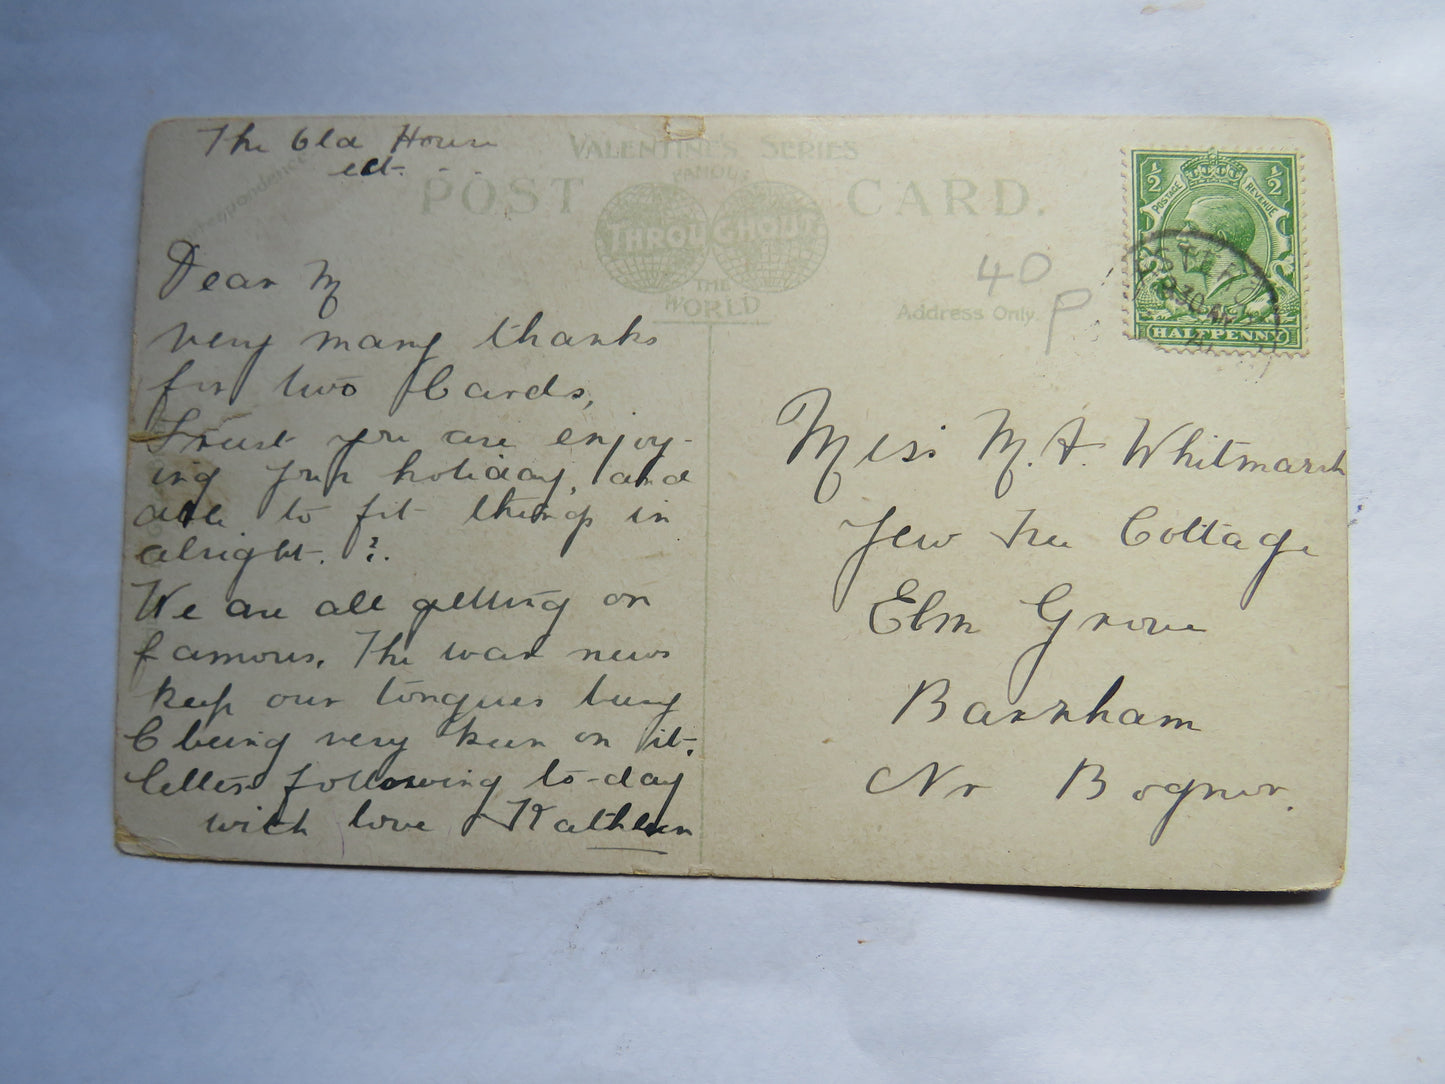 The Old House
ect. - - -
Correspondence
VALENTINE'S SERIES
POST CARD.
FAMOUS
THROUGHOUT
THE
WORLD
Address Only.
40
P
1/2 1/2
POSTAGE REVENUE
HALFPENNY
Dear M
Very many thanks
for two Cards,
Trust you are enjoy-
ing your holiday, and
able to fit things in
alright. ?.
We are all getting on
famous. The war news
keep our tongues busy
C being very keen on it.
letter following to-day
with love Kathleen
Miss M. A. Whitmarsh
Yew Tree Cottage
Elm Grove
Barnham
Nr Bognor.